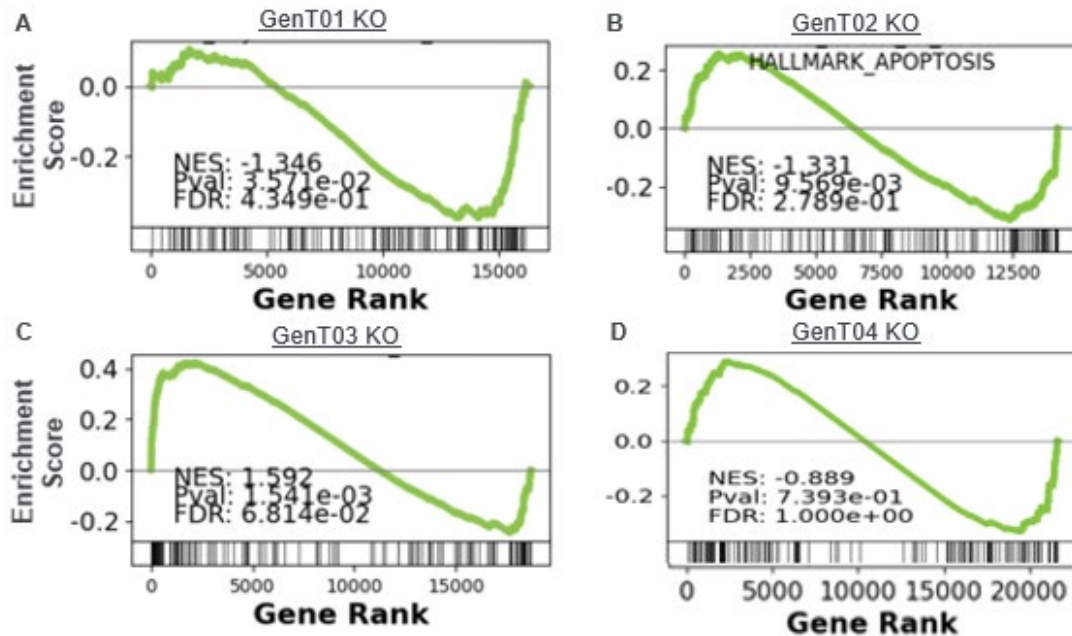 A
GenT01 KO
Enrichment
Score
0.0
-0.2
NES: -1.346
Pval: 3.571e-02
FDR: 4.349e-01
0 5000 10000 15000
Gene Rank
B
GenT02 KO
HALLMARK_APOPTOSIS
0.2
0.0
-0.2
NES: -1.331
Pval: 9.569e-03
FDR: 2.789e-01
0 2500 5000 7500 10000 12500
Gene Rank
C
GenT03 KO
Enrichment
Score
0.4
0.2
0.0
-0.2
NES: 1.592
Pval: 1.541e-03
FDR: 6.814e-02
0 5000 10000 15000
Gene Rank
D
GenT04 KO
0.2
0.0
-0.2
NES: -0.889
Pval: 7.393e-01
FDR: 1.000e+00
0 5000 10000 15000 20000
Gene Rank